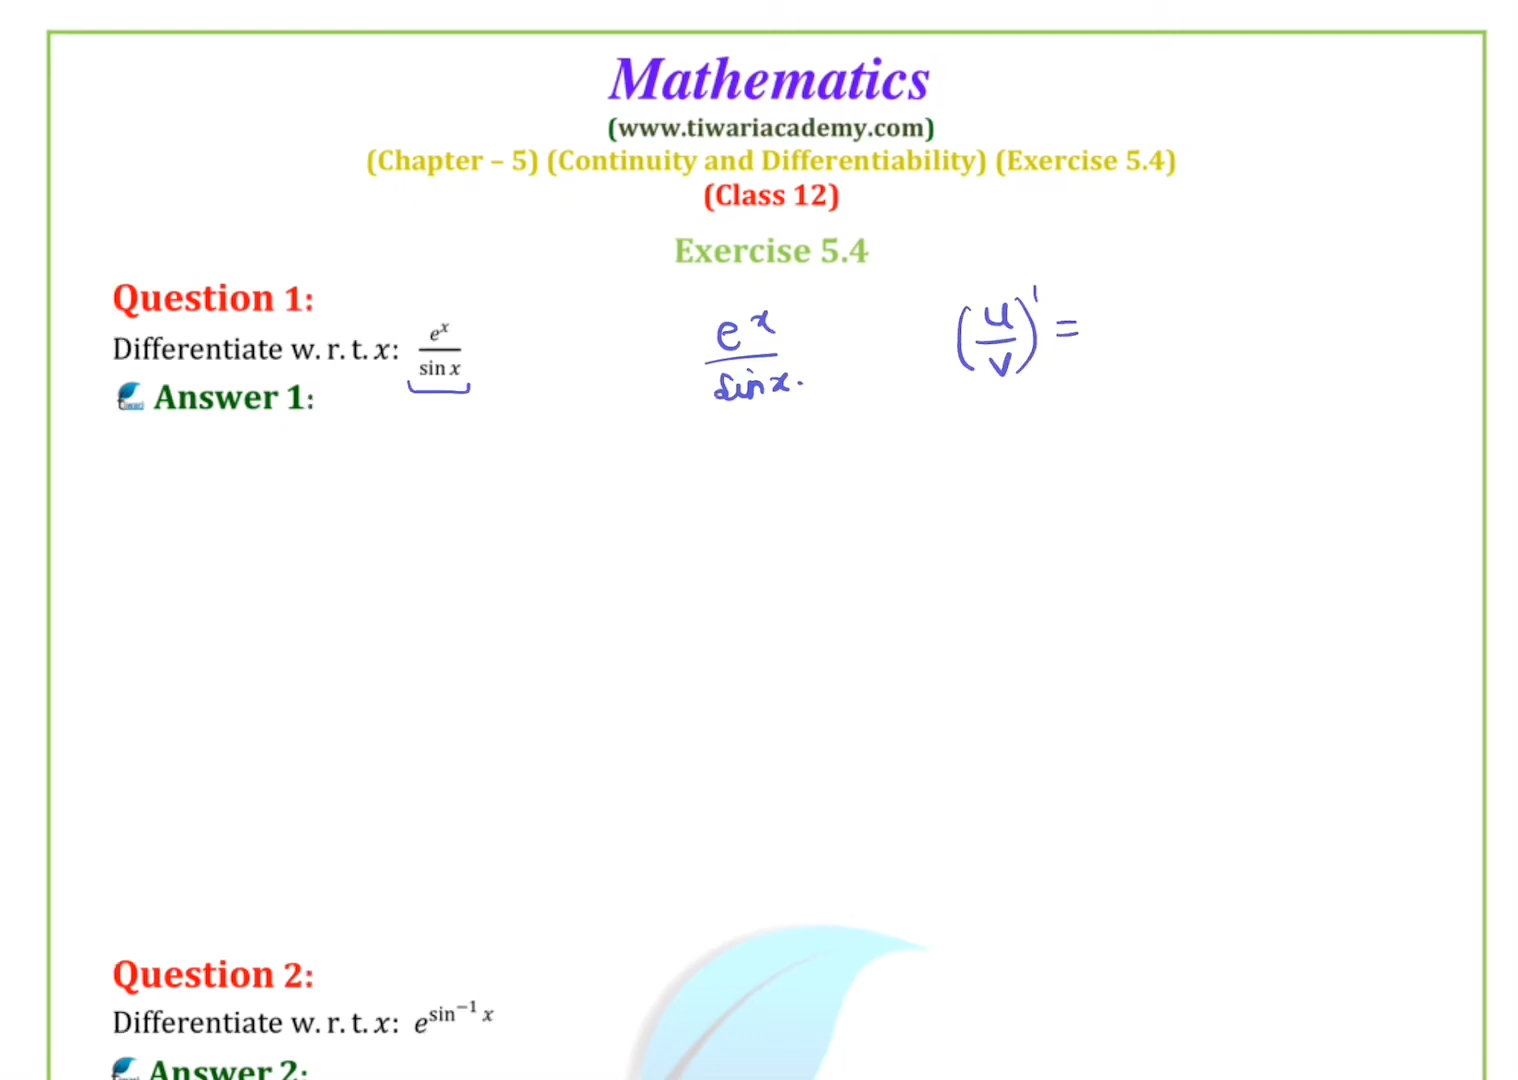 Mathematics
(www.tiwariacademy.com)
(Chapter – 5) (Continuity and Differentiability) (Exercise 5.4)
(Class 12)
Exercise 5.4
Question 1:
Differentiate w. r. t. x: e^x / sin x
e^x / sin x.
(u/v)' =
Answer 1:
Question 2:
Differentiate w. r. t. x: e^(sin⁻¹ x)
Answer 2: